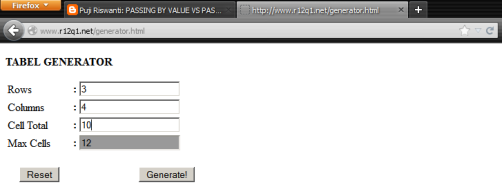 Firefox
Puji Riswanti: PASSING BY VALUE VS PAS...
http://www.r12q1.net/generator.html
www.r12q1.net/generator.html
TABEL GENERATOR
Rows : 3
Columns : 4
Cell Total : 10
Max Cells : 12
Reset Generate!